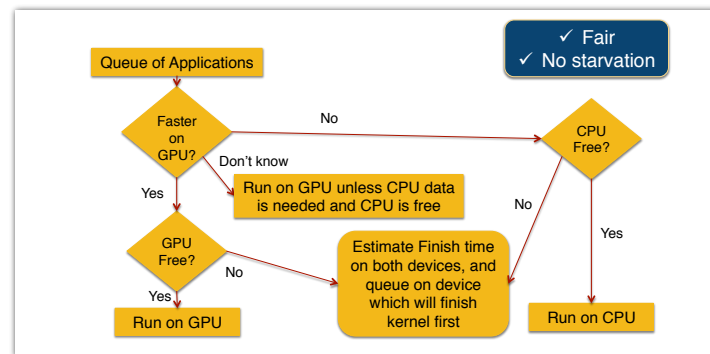 ✓ Fair
✓ No starvation
Queue of Applications
Faster
on
GPU?
No
CPU
Free?
Don't know
Yes
Run on GPU unless CPU data
is needed and CPU is free
No
Yes
GPU
Free?
No
Estimate Finish time
on both devices, and
queue on device
which will finish
kernel first
Yes
Run on GPU
Run on CPU